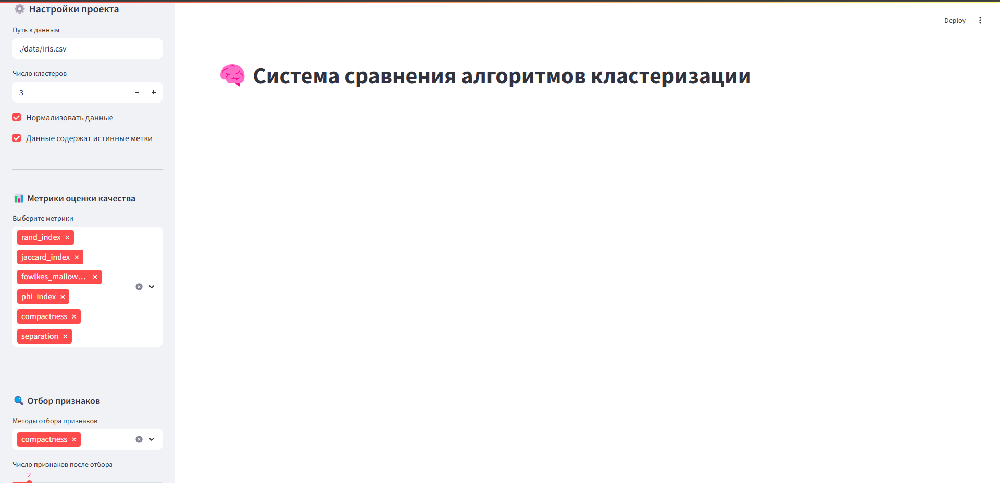 Настройки проекта
Путь к данным
./data/iris.csv
Число кластеров
3
Нормализовать данные
Данные содержат истинные метки
Метрики оценки качества
Выберите метрики
rand_index
jaccard_index
fowlkes_mallow...
phi_index
compactness
separation
Отбор признаков
Методы отбора признаков
compactness
Число признаков после отбора
2
Deploy
Система сравнения алгоритмов кластеризации